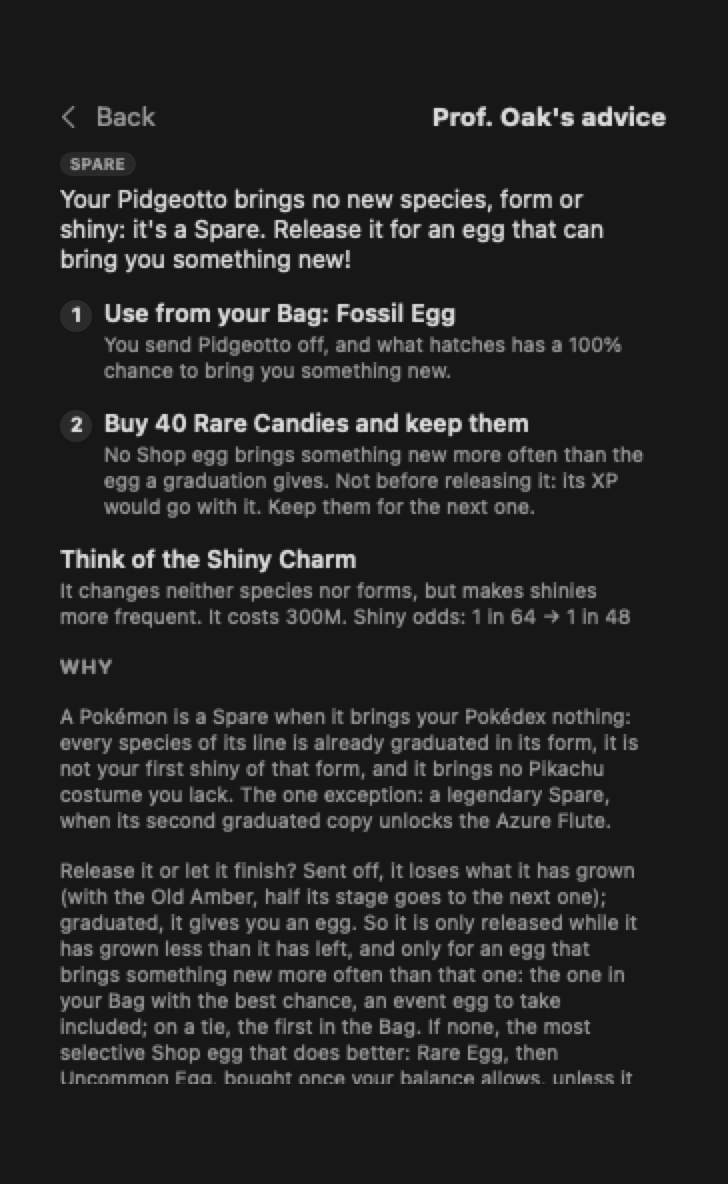 Back
Prof. Oak's advice
SPARE
Your Pidgeotto brings no new species, form or
shiny: it's a Spare. Release it for an egg that can
bring you something new!
1 Use from your Bag: Fossil Egg
You send Pidgeotto off, and what hatches has a 100%
chance to bring you something new.
2 Buy 40 Rare Candies and keep them
No Shop egg brings something new more often than the
egg a graduation gives. Not before releasing it: its XP
would go with it. Keep them for the next one.
Think of the Shiny Charm
It changes neither species nor forms, but makes shinies
more frequent. It costs 300M. Shiny odds: 1 in 64 → 1 in 48
WHY
A Pokémon is a Spare when it brings your Pokédex nothing:
every species of its line is already graduated in its form, it is
not your first shiny of that form, and it brings no Pikachu
costume you lack. The one exception: a legendary Spare,
when its second graduated copy unlocks the Azure Flute.
Release it or let it finish? Sent off, it loses what it has grown
(with the Old Amber, half its stage goes to the next one);
graduated, it gives you an egg. So it is only released while it
has grown less than it has left, and only for an egg that
brings something new more often than that one: the one in
your Bag with the best chance, an event egg to take
included; on a tie, the first in the Bag. If none, the most
selective Shop egg that does better: Rare Egg, then
Uncommon Egg, bought once your balance allows, unless it